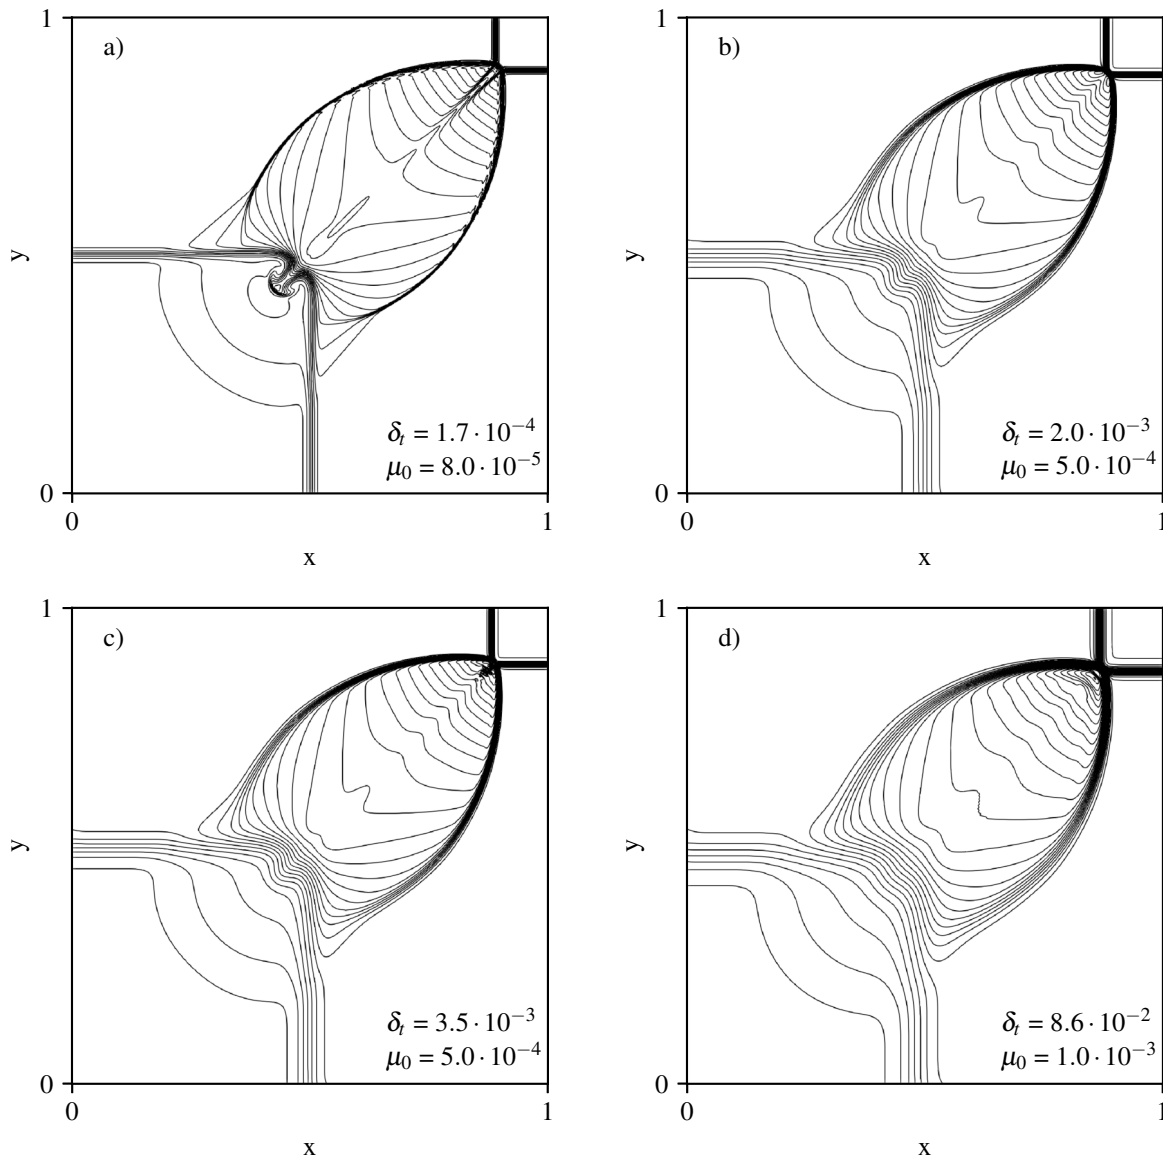 1
a)
y
δₜ = 1.7 · 10⁻⁴
μ₀ = 8.0 · 10⁻⁵
0
0
1
x
1
b)
y
δₜ = 2.0 · 10⁻³
μ₀ = 5.0 · 10⁻⁴
0
0
1
x
1
c)
y
δₜ = 3.5 · 10⁻³
μ₀ = 5.0 · 10⁻⁴
0
0
1
x
1
d)
y
δₜ = 8.6 · 10⁻²
μ₀ = 1.0 · 10⁻³
0
0
1
x